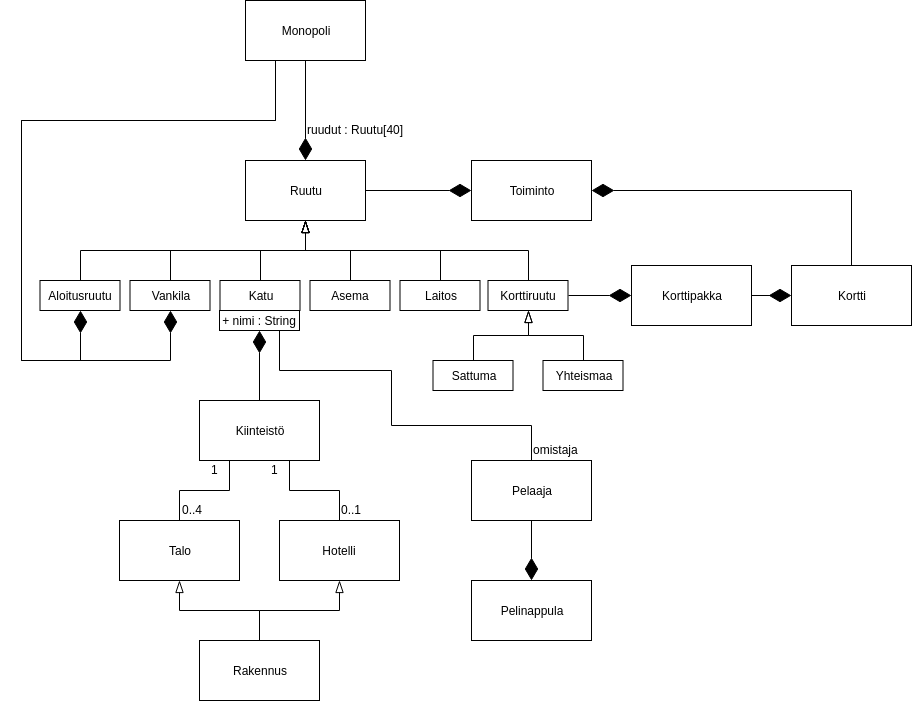 Monopoli
ruudut : Ruutu[40]
Ruutu
Toiminto
Aloitusruutu
Vankila
Katu
Asema
Laitos
Korttiruutu
Korttipakka
Kortti
+ nimi : String
Sattuma
Yhteismaa
Kiinteistö
omistaja
1
1
Pelaaja
0..4
0..1
Talo
Hotelli
Pelinappula
Rakennus